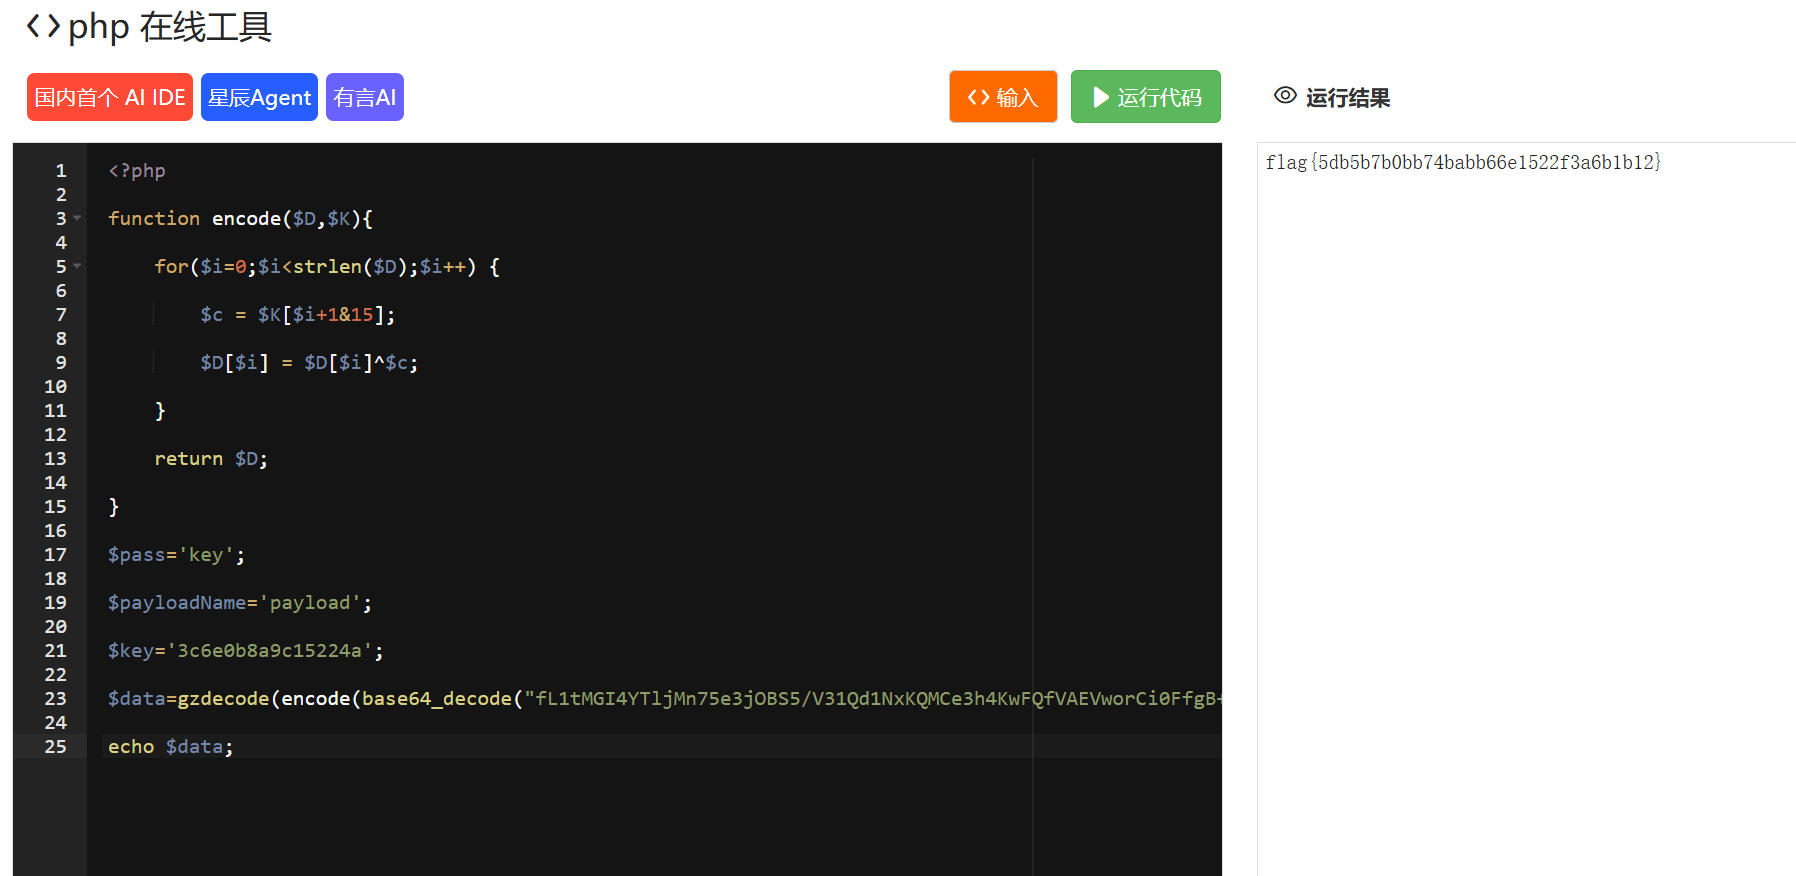 <>php 在线工具
国内首个 AI IDE 星辰Agent 有言AI <> 输入 运行代码 运行结果
1 <?php
2
3 function encode($D,$K){
4
5 for($i=0;$i<strlen($D);$i++) {
6
7 $c = $K[$i+1&15];
8
9 $D[$i] = $D[$i]^$c;
10
11 }
12
13 return $D;
14
15 }
16
17 $pass='key';
18
19 $payloadName='payload';
20
21 $key='3c6e0b8a9c15224a';
22
23 $data=gzdecode(encode(base64_decode("fL1tMGI4YTljMn75e3jOBS5/V31Qd1NxKQMCe3h4KwFQfVAEVworCi0FfgB+
24
25 echo $data;
flag{5db5b7b0bb74babb66e1522f3a6b1b12}